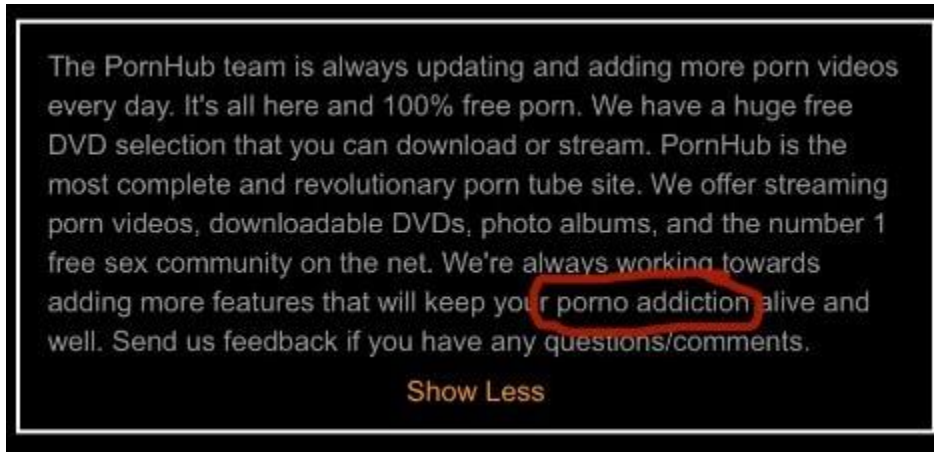 The PornHub team is always updating and adding more porn videos
every day. It's all here and 100% free porn. We have a huge free
DVD selection that you can download or stream. PornHub is the
most complete and revolutionary porn tube site. We offer streaming
porn videos, downloadable DVDs, photo albums, and the number 1
free sex community on the net. We're always working towards
adding more features that will keep your porno addiction alive and
well. Send us feedback if you have any questions/comments.
Show Less